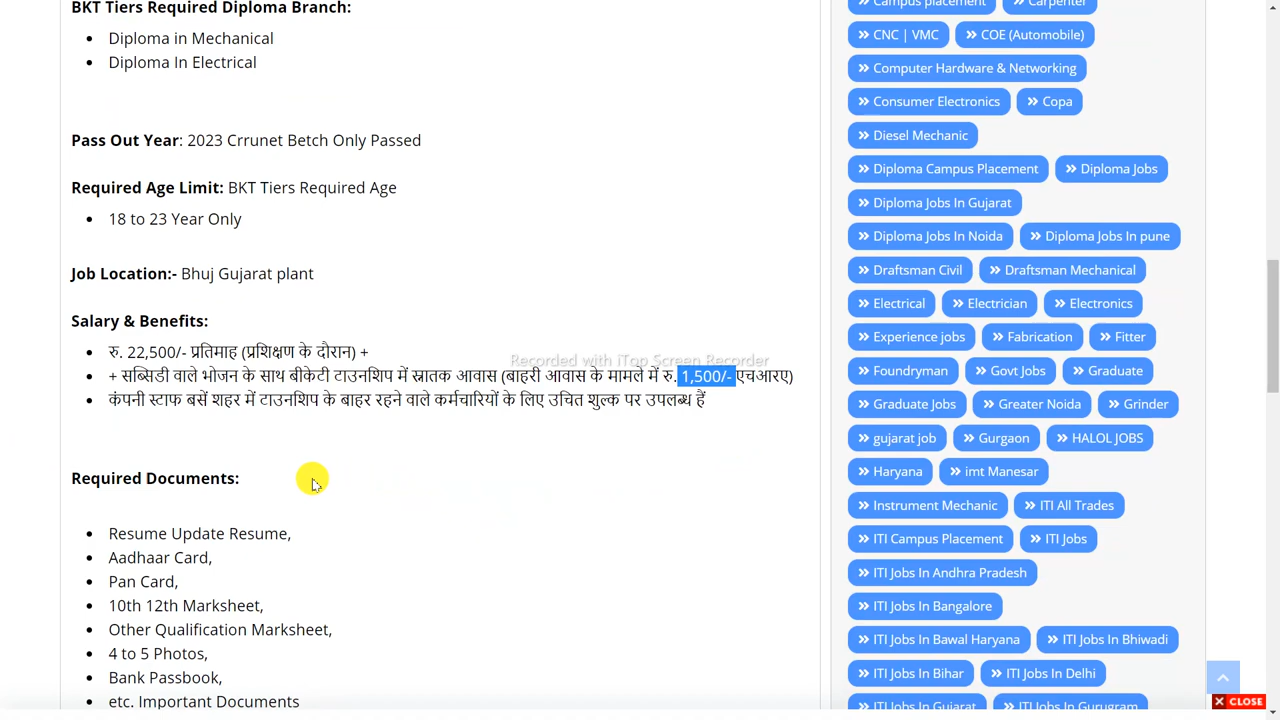 BKT Tiers Required Diploma Branch:
Diploma in Mechanical
Diploma In Electrical
Pass Out Year: 2023 Crrunet Betch Only Passed
Required Age Limit: BKT Tiers Required Age
18 to 23 Year Only
Job Location:- Bhuj Gujarat plant
Salary & Benefits:
रु. 22,500/- प्रतिमाह (प्रशिक्षण के दौरान) +
+ सब्सिडी वाले भोजन के साथ बीकेटी टाउनशिप में स्नातक आवास (बाहरी आवास के मामले में रु. 1,500/- एचआरए)
कंपनी स्टाफ बसें शहर में टाउनशिप के बाहर रहने वाले कर्मचारियों के लिए उचित शुल्क पर उपलब्ध हैं
Required Documents:
Resume Update Resume,
Aadhaar Card,
Pan Card,
10th 12th Marksheet,
Other Qualification Marksheet,
4 to 5 Photos,
Bank Passbook,
etc. Important Documents
Recorded with iTop Screen Recorder
Campus placement Carpenter
CNC | VMC COE (Automobile)
Computer Hardware & Networking
Consumer Electronics Copa
Diesel Mechanic
Diploma Campus Placement Diploma Jobs
Diploma Jobs In Gujarat
Diploma Jobs In Noida Diploma Jobs In pune
Draftsman Civil Draftsman Mechanical
Electrical Electrician Electronics
Experience jobs Fabrication Fitter
Foundryman Govt Jobs Graduate
Graduate Jobs Greater Noida Grinder
gujarat job Gurgaon HALOL JOBS
Haryana imt Manesar
Instrument Mechanic ITI All Trades
ITI Campus Placement ITI Jobs
ITI Jobs In Andhra Pradesh
ITI Jobs In Bangalore
ITI Jobs In Bawal Haryana ITI Jobs In Bhiwadi
ITI Jobs In Bihar ITI Jobs In Delhi
ITI Jobs In Gujarat ITI Jobs In Gurugram
CLOSE